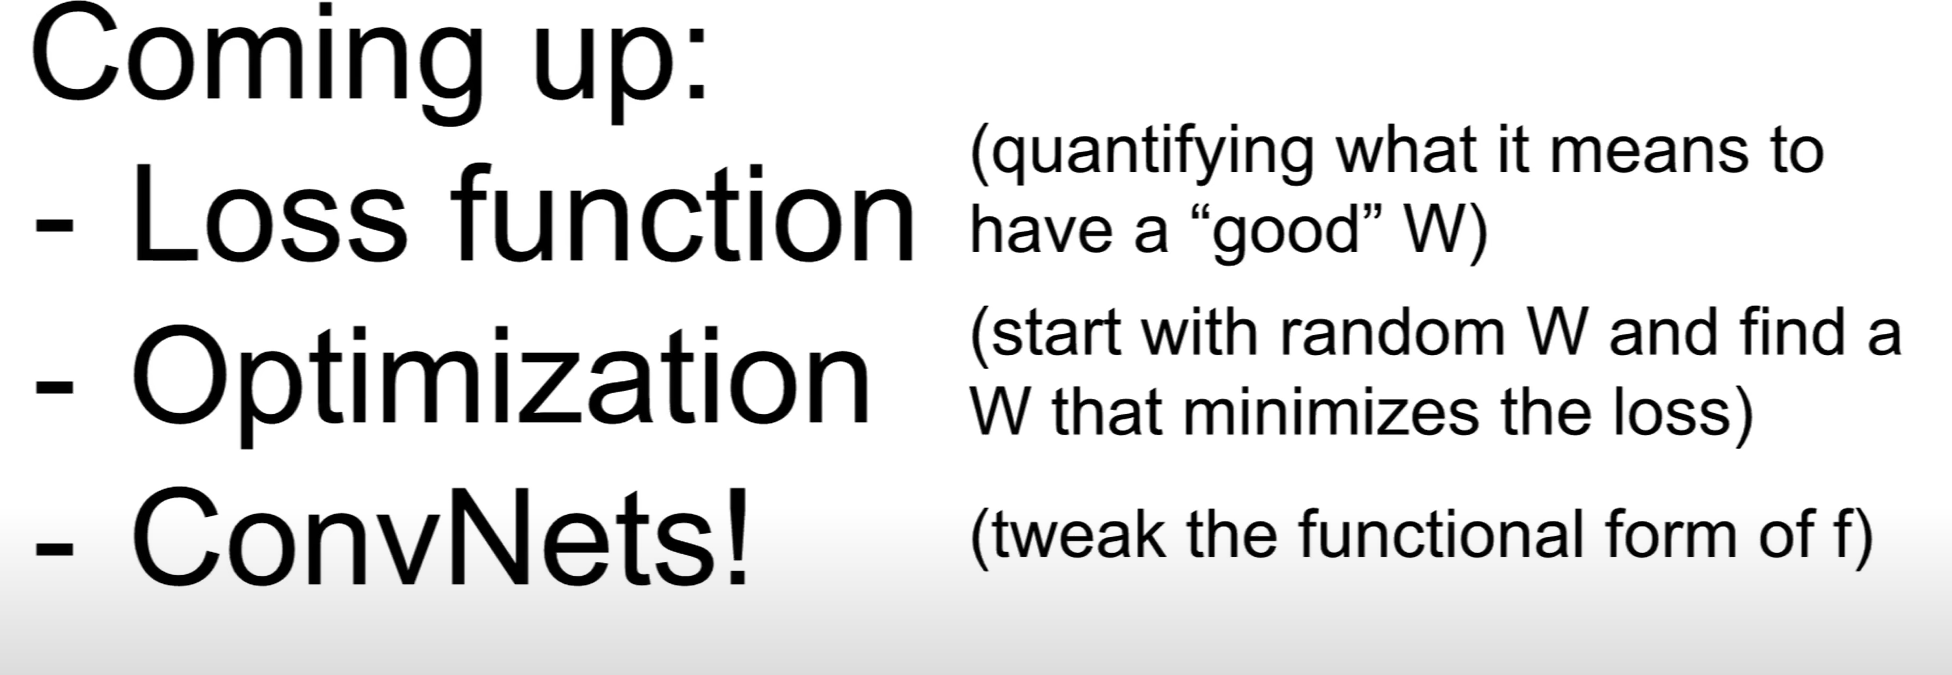 Coming up:
- Loss function
(quantifying what it means to
have a “good” W)
- Optimization
(start with random W and find a
W that minimizes the loss)
- ConvNets!
(tweak the functional form of f)